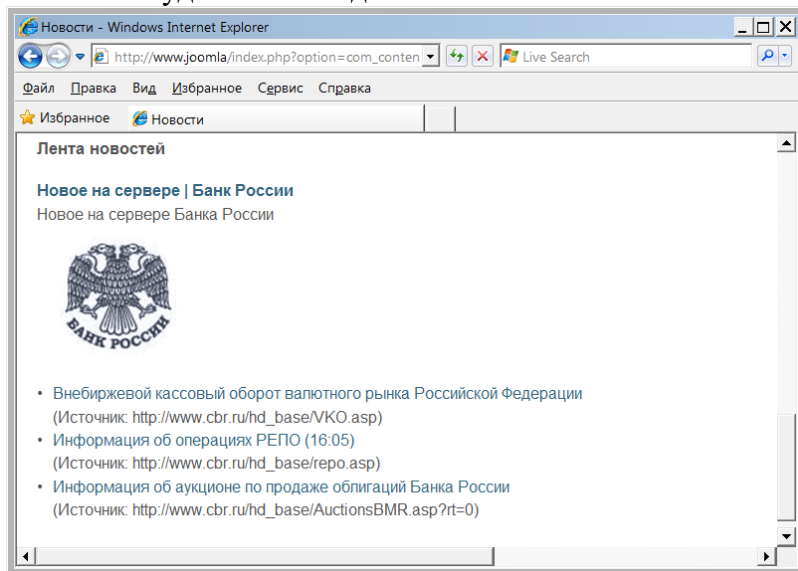 Новости - Windows Internet Explorer
http://www.joomla/index.php?option=com_conten
Live Search
Файл Правка Вид Избранное Сервис Справка
Избранное Новости
Лента новостей
Новое на сервере | Банк России
Новое на сервере Банка России
БАНК РОССИИ
• Внебиржевой кассовый оборот валютного рынка Российской Федерации
(Источник: http://www.cbr.ru/hd_base/VKO.asp)
• Информация об операциях РЕПО (16:05)
(Источник: http://www.cbr.ru/hd_base/repo.asp)
• Информация об аукционе по продаже облигаций Банка России
(Источник: http://www.cbr.ru/hd_base/AuctionsBMR.asp?rt=0)